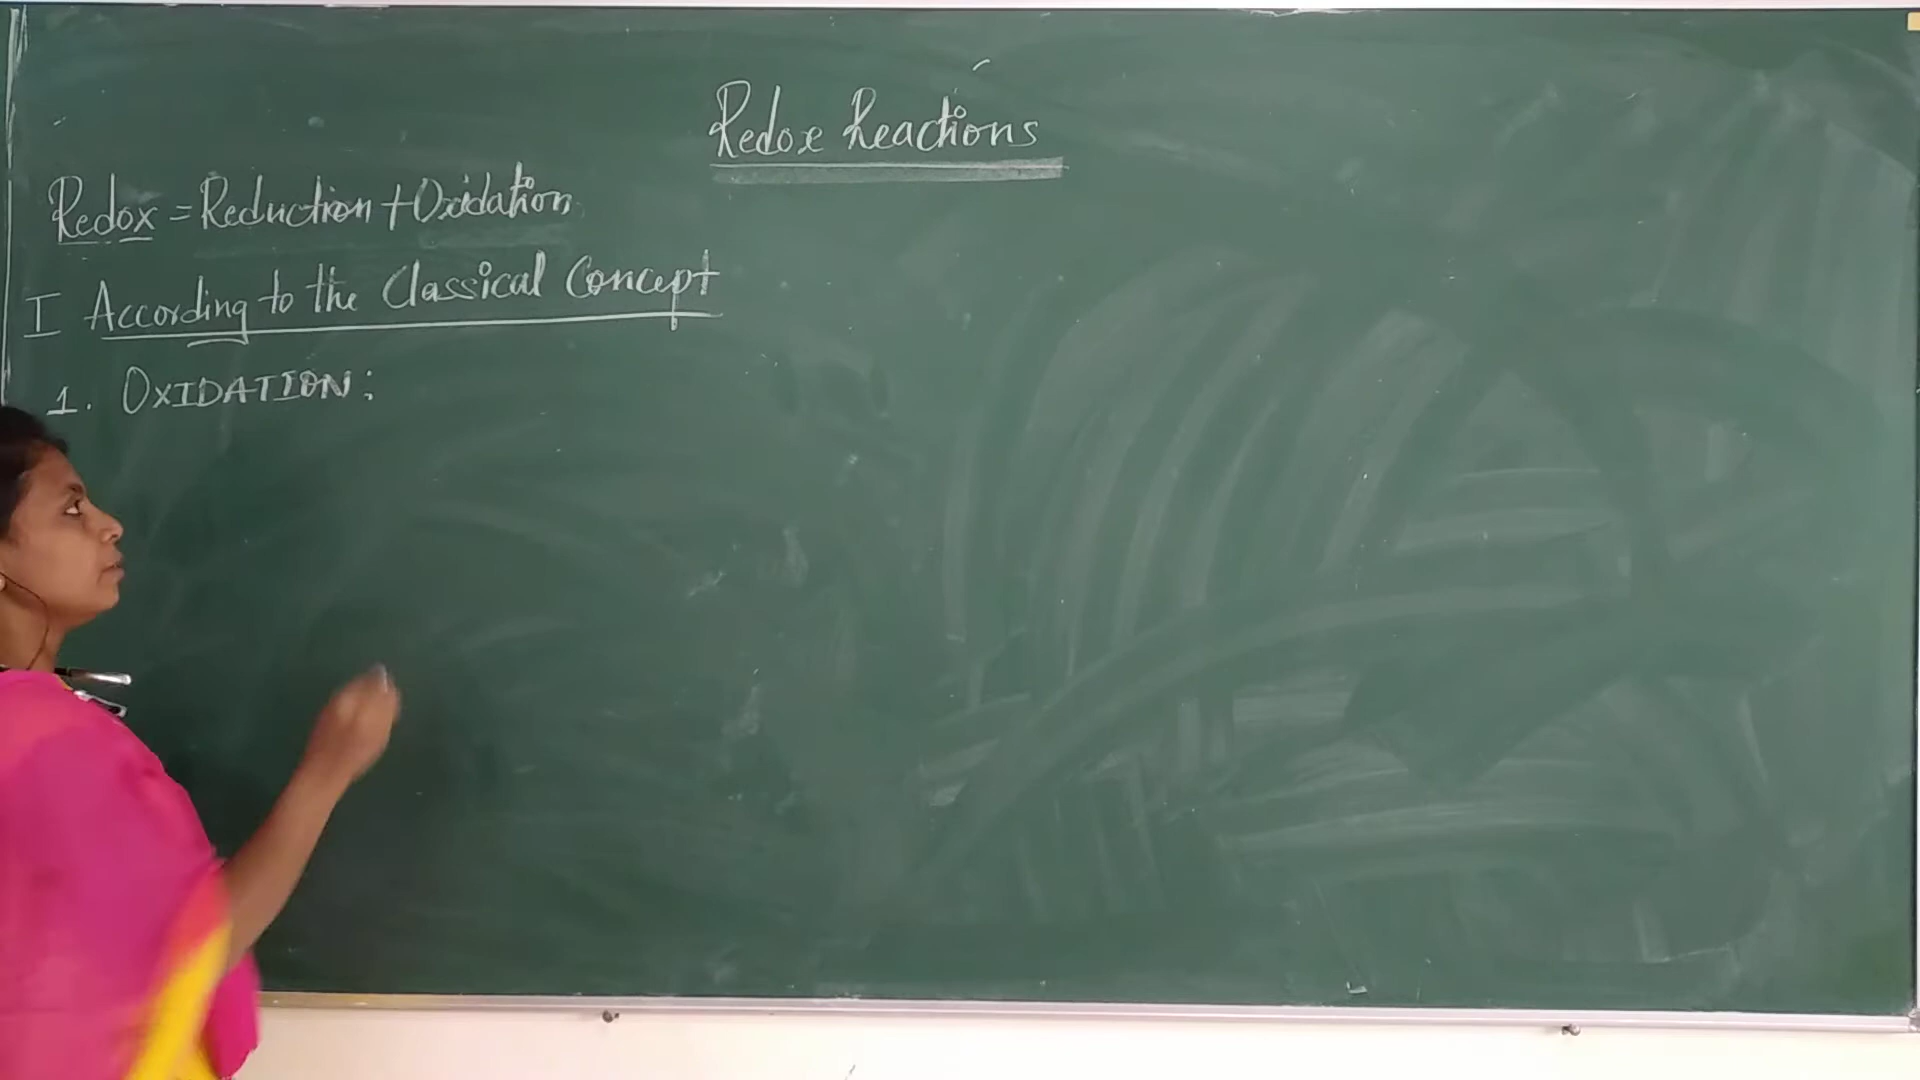 Redox Reactions
Redox = Reduction + Oxidation
I According to the Classical Concept
1. OXIDATION: